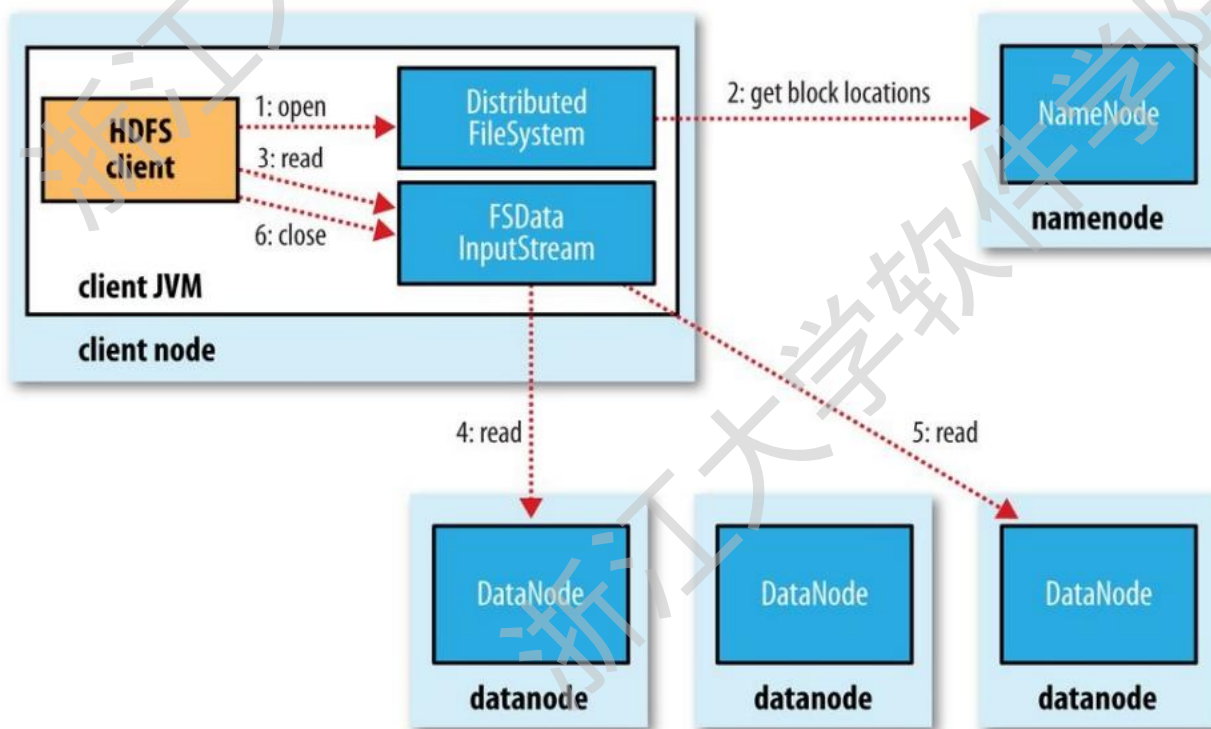 1: open
Distributed
FileSystem
2: get block locations
NameNode
HDFS
client
3: read
6: close
FSData
InputStream
namenode
client JVM
client node
4: read
5: read
DataNode
DataNode
DataNode
datanode
datanode
datanode
浙江大学软件学院
浙江